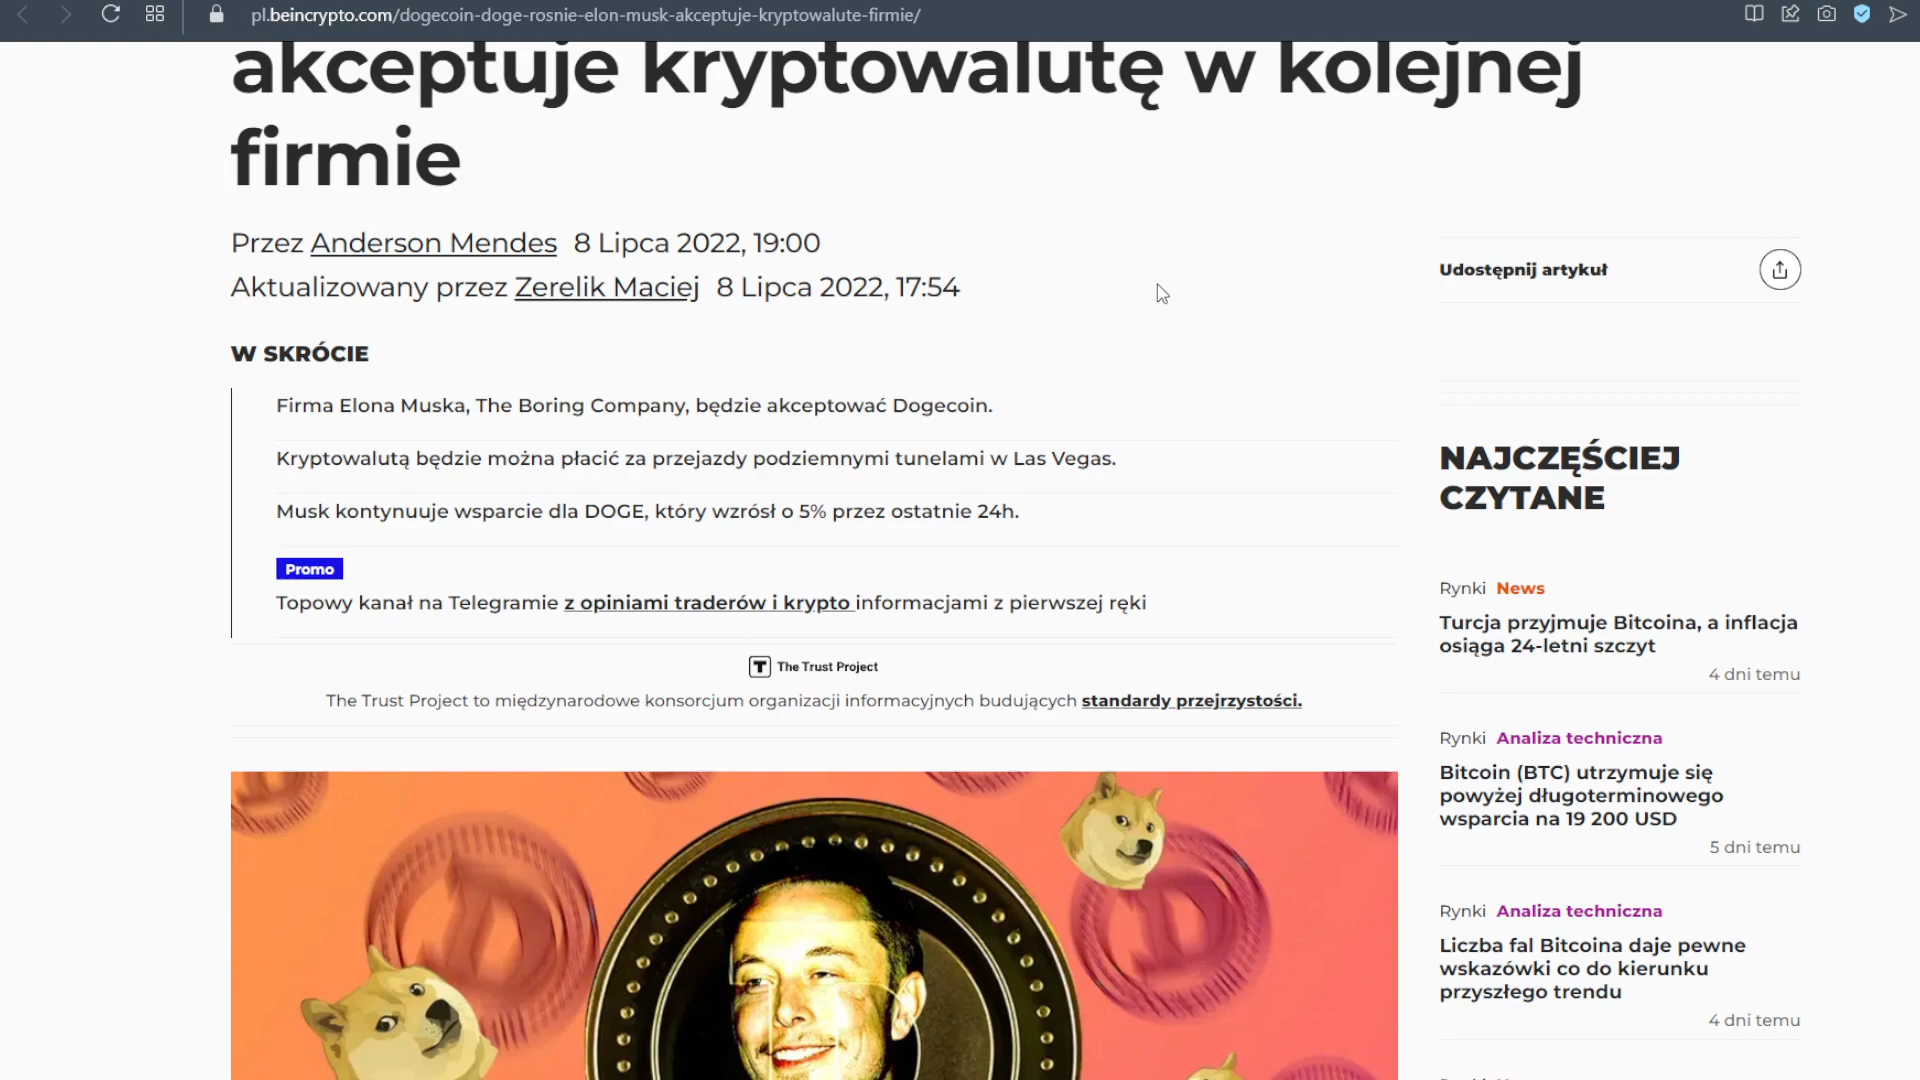 pl.beincrypto.com/dogecoin-doge-rosnie-elon-musk-akceptuje-kryptowalute-firmie/
akceptuje kryptowalutę w kolejnej
firmie
Przez Anderson Mendes 8 Lipca 2022, 19:00
Aktualizowany przez Zerelik Maciej 8 Lipca 2022, 17:54
W SKRÓCIE
Firma Elona Muska, The Boring Company, będzie akceptować Dogecoin.
Kryptowalutą będzie można płacić za przejazdy podziemnymi tunelami w Las Vegas.
Musk kontynuuje wsparcie dla DOGE, który wzrósł o 5% przez ostatnie 24h.
Promo
Topowy kanał na Telegramie z opiniami traderów i krypto informacjami z pierwszej ręki
T The Trust Project
The Trust Project to międzynarodowe konsorcjum organizacji informacyjnych budujących standardy przejrzystości.
Udostępnij artykuł
NAJCZĘŚCIEJ
CZYTANE
Rynki News
Turcja przyjmuje Bitcoina, a inflacja
osiąga 24-letni szczyt
4 dni temu
Rynki Analiza techniczna
Bitcoin (BTC) utrzymuje się
powyżej długoterminowego
wsparcia na 19 200 USD
5 dni temu
Rynki Analiza techniczna
Liczba fal Bitcoina daje pewne
wskazówki co do kierunku
przyszłego trendu
4 dni temu